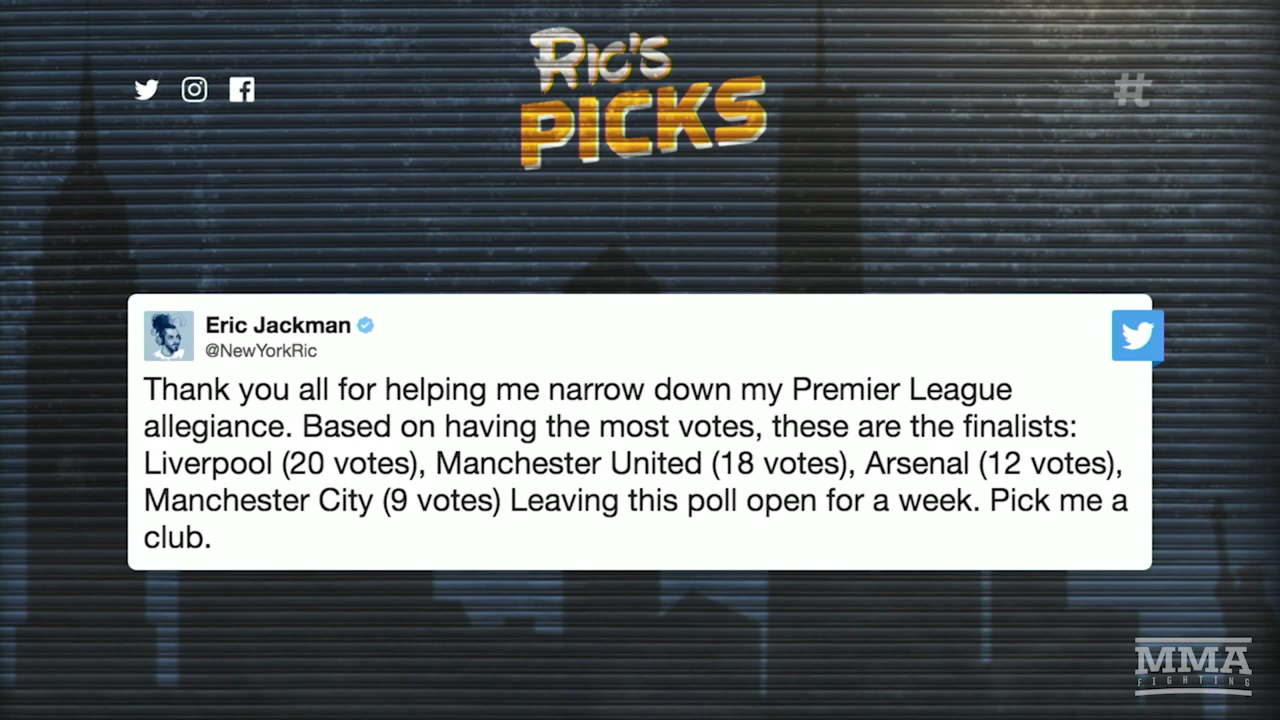 Ric's
PICKS
#
Eric Jackman
@NewYorkRic
Thank you all for helping me narrow down my Premier League
allegiance. Based on having the most votes, these are the finalists:
Liverpool (20 votes), Manchester United (18 votes), Arsenal (12 votes),
Manchester City (9 votes) Leaving this poll open for a week. Pick me a
club.
MMA
FIGHTING